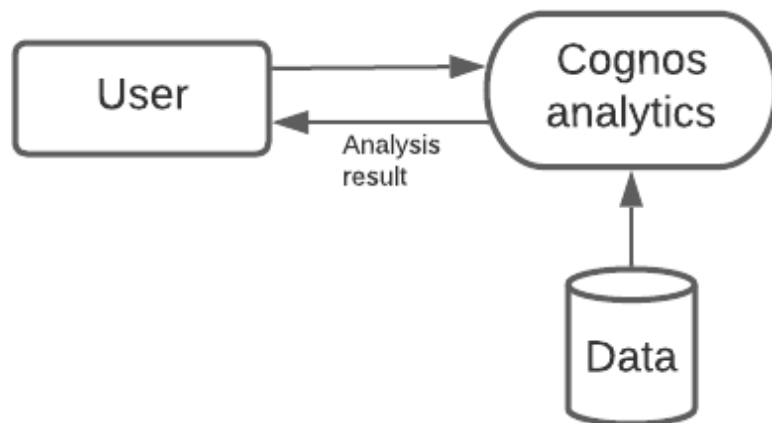 User
Cognos
analytics
Analysis
result
Data